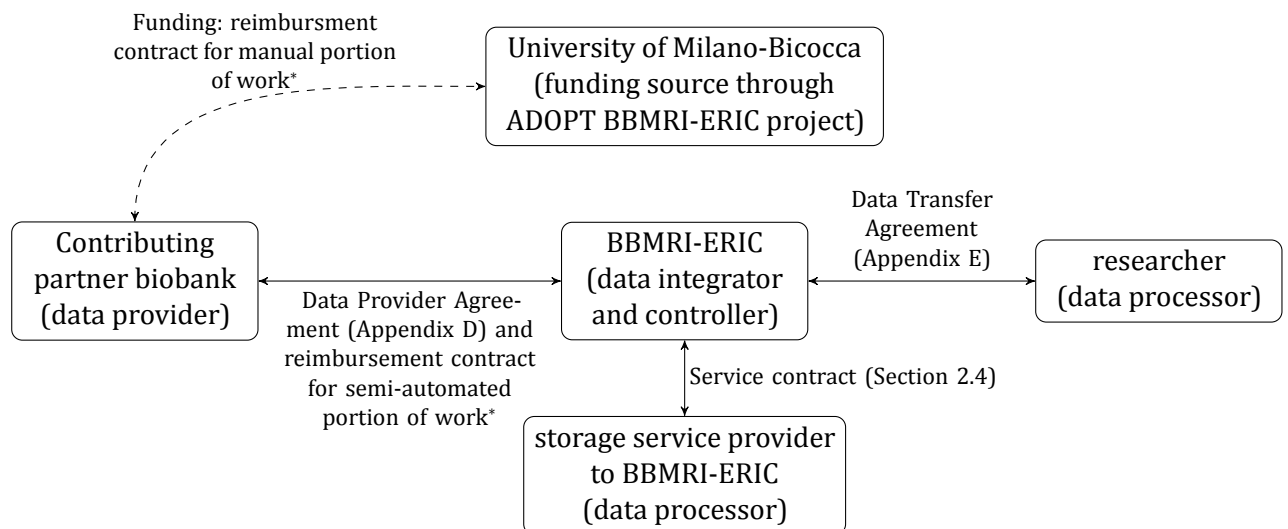 Funding: reimbursment
contract for manual portion
of work*
University of Milano-Bicocca
(funding source through
ADOPT BBMRI-ERIC project)
Contributing
partner biobank
(data provider)
Data Provider Agree-
ment (Appendix D) and
reimbursement contract
for semi-automated
portion of work*
BBMRI-ERIC
(data integrator
and controller)
Data Transfer
Agreement
(Appendix E)
researcher
(data processor)
Service contract (Section 2.4)
storage service provider
to BBMRI-ERIC
(data processor)